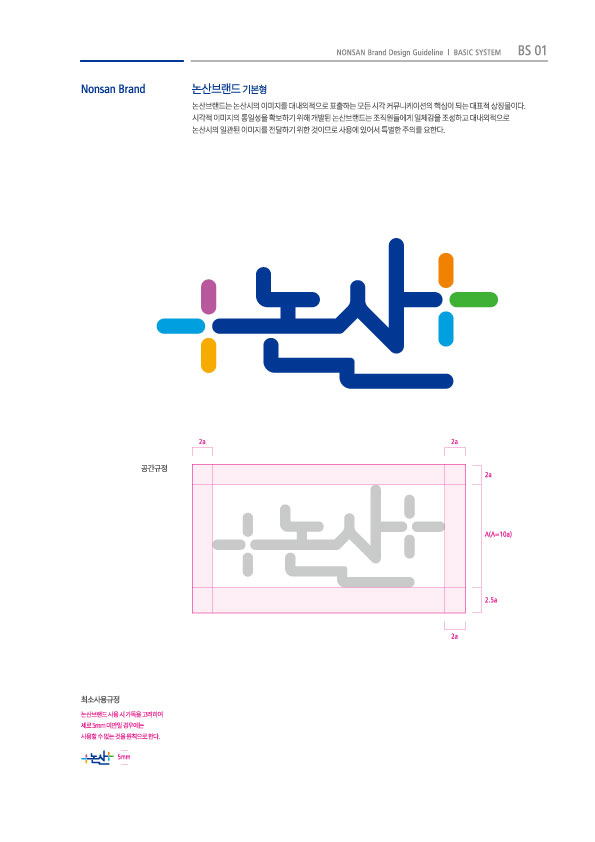 NONSAN Brand Design Guideline | BASIC SYSTEM BS 01
Nonsan Brand
논산브랜드 기본형
논산브랜드는 논산시의 이미지를 대내외적으로 표출하는 모든 시각 커뮤니케이션의 핵심이 되는 대표적 상징물이다.
시각적 이미지의 통일성을 확보하기 위해 개발된 논산브랜드는 조직원들에게 일체감을 조성하고 대내외적으로
논산시의 일관된 이미지를 전달하기 위한 것이므로 사용에 있어서 특별한 주의를 요한다.
논산
2a 2a
공간규정
2a
논산
A(A=10a)
2.5a
2a
최소사용규정
논산브랜드 사용 시 가독을 고려하여
세로 5mm 미만일 경우에는
사용할 수 없는 것을 원칙으로 한다.
논산 5mm